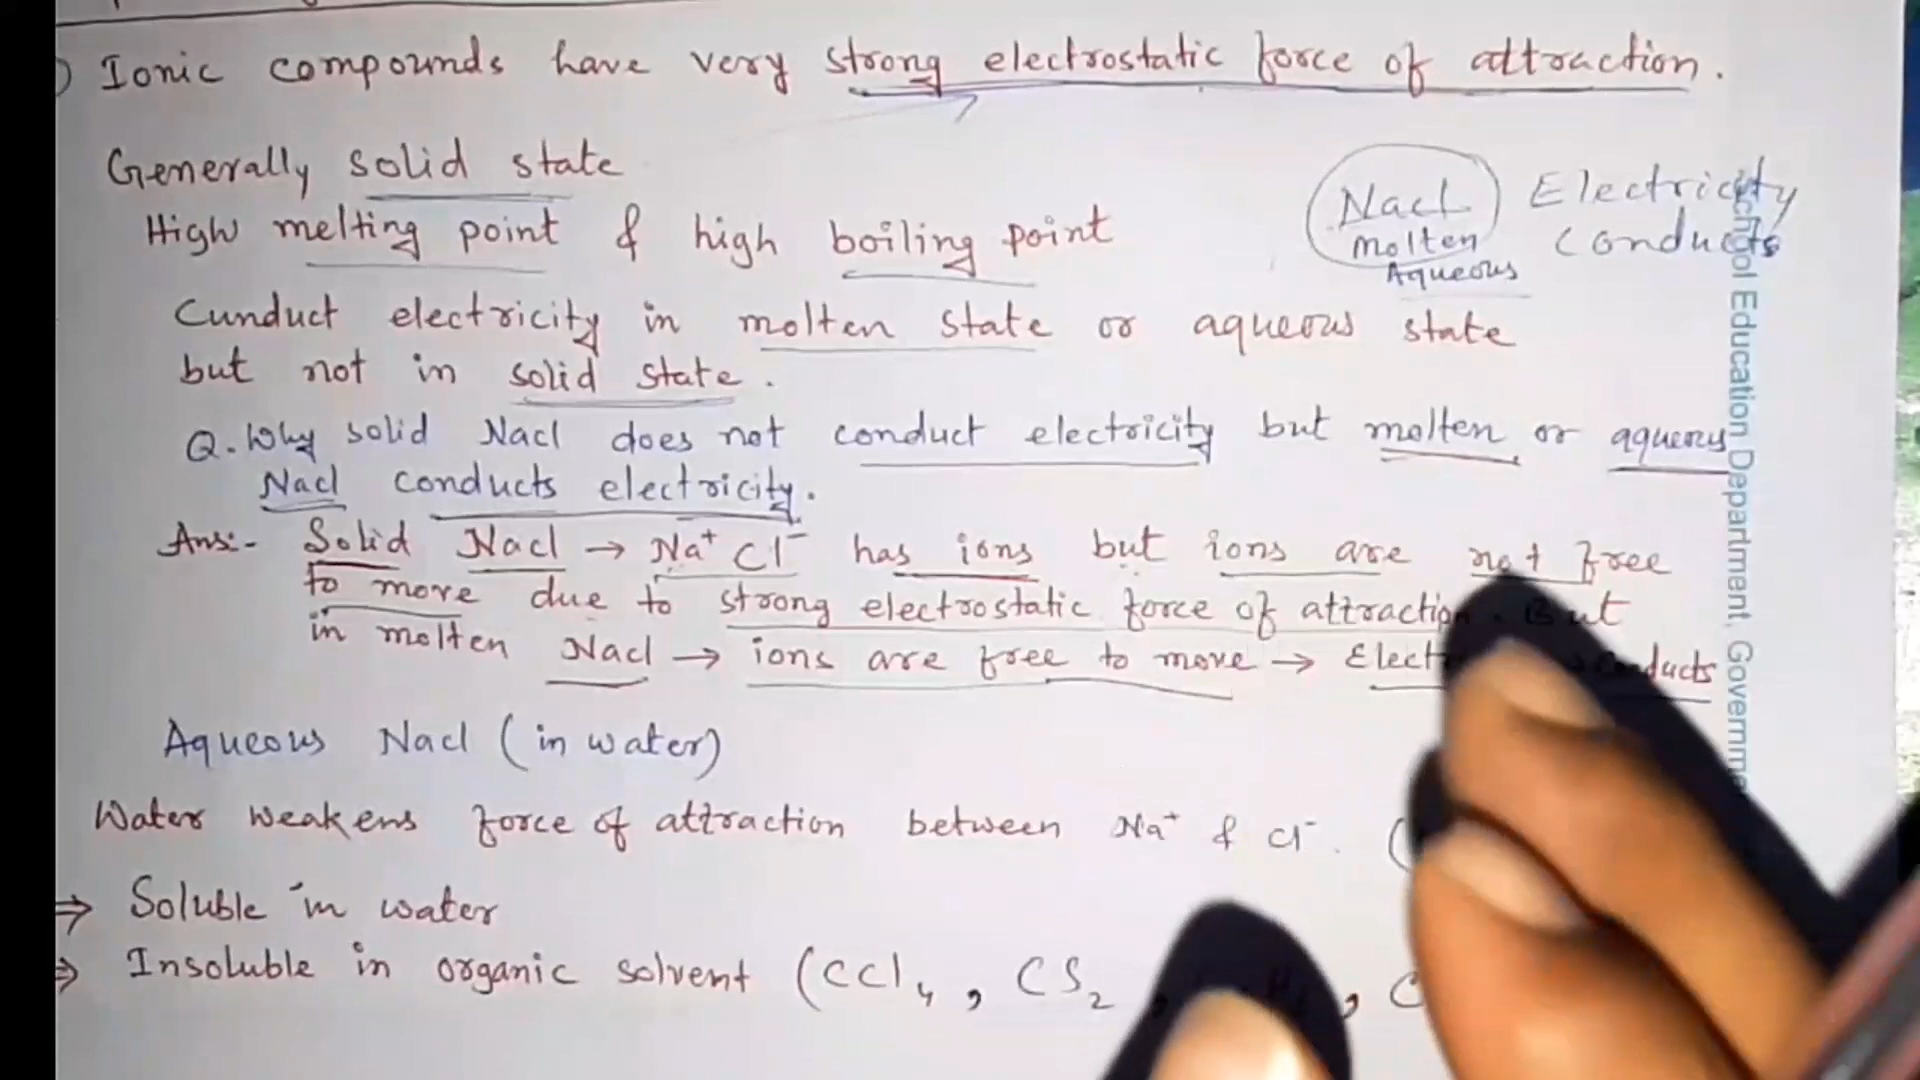 Ionic compounds have very strong electrostatic force of attraction.
Generally solid state
High melting point & high boiling point
Nacl Electricity
molten conducts
Aqueous
Cunduct electricity in molten state or aqueous state
but not in solid state.
Q. Why solid Nacl does not conduct electricity but molten or aqueous
Nacl conducts electricity.
Ans:- Solid Nacl → Na⁺ Cl⁻ has ions but ions are not free
to move due to strong electrostatic force of attraction. But
in molten Nacl → ions are free to move →
Aqueous Nacl (in water)
Water weakens force of attraction between Na⁺ & Cl⁻. (
⇒ Soluble in water
⇒ Insoluble in organic solvent (CCl₄, CS₂,
Education Department,